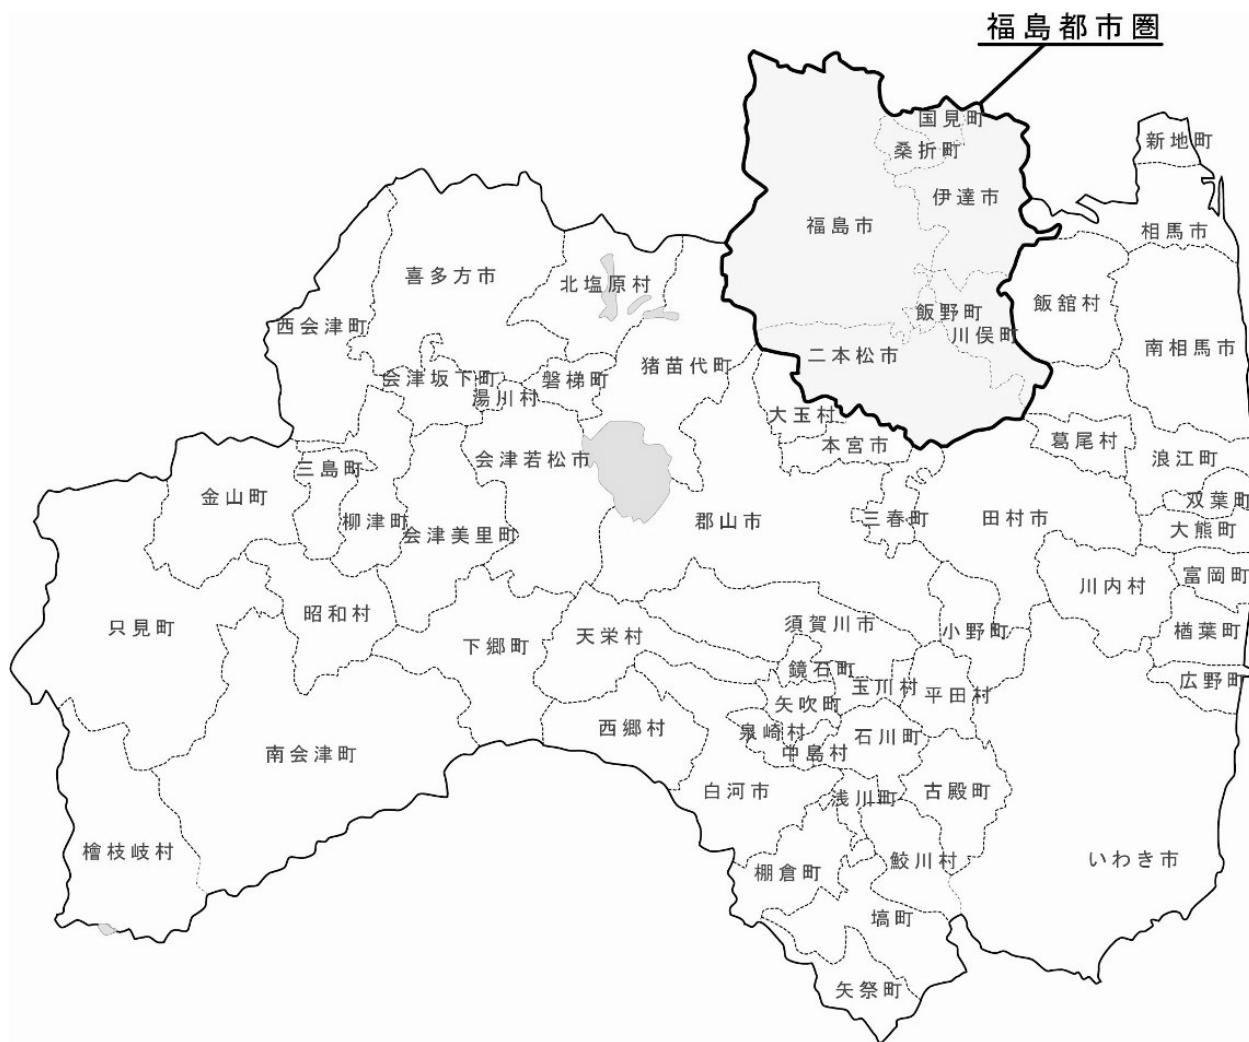 福島都市圏
国見町
新地町
桑折町
伊達市
福島市
相馬市
喜多方市
北塩原村
飯舘村
飯野町
西会津町
川俣町
南相馬市
二本松市
猪苗代町
会津坂下町
磐梯町
湯川村
大玉村
本宮市
葛尾村
会津若松市
浪江町
三島町
金山町
双葉町
柳津町
会津美里町
郡山市
三春町
田村市
大熊町
富岡町
川内村
昭和村
只見町
下郷町
天栄村
須賀川市
小野町
楢葉町
鏡石町
玉川村
平田村
広野町
矢吹町
西郷村
泉崎村
石川町
南会津町
中島村
白河市
浅川町
古殿町
檜枝岐村
棚倉町
鮫川村
いわき市
塙町
矢祭町